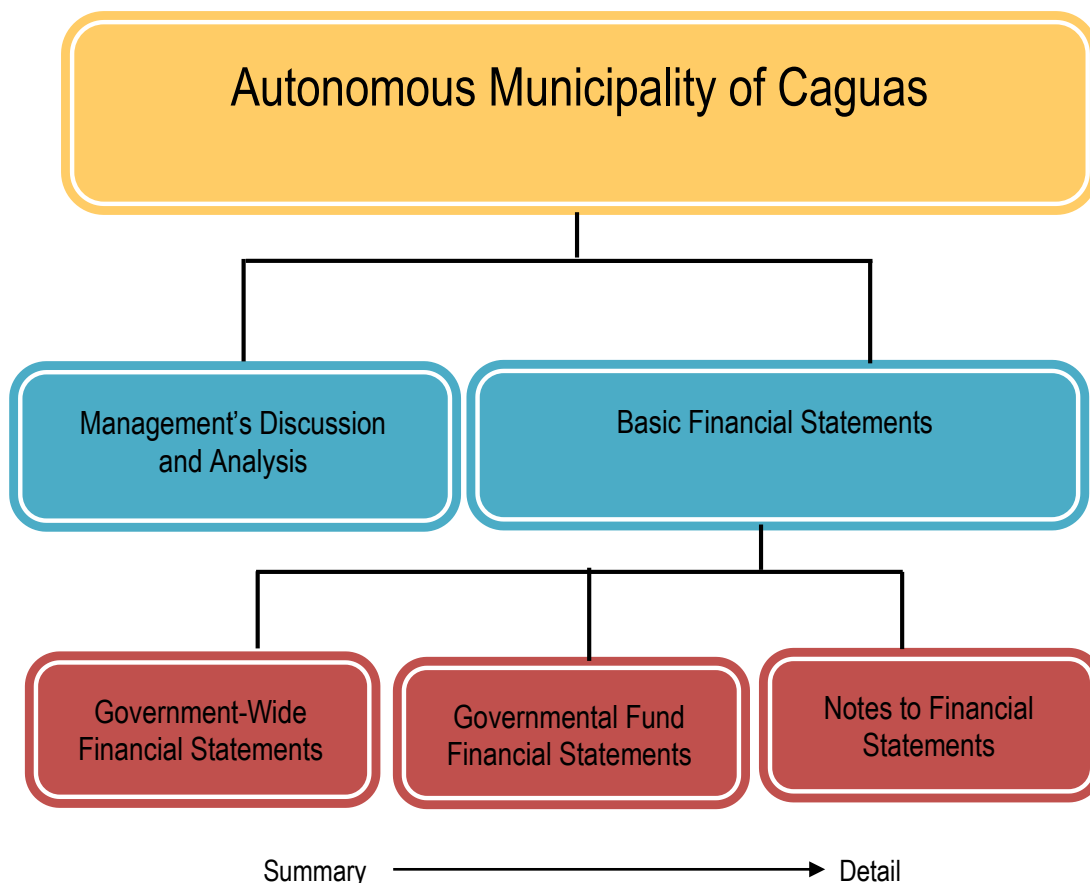 Autonomous Municipality of Caguas
Management’s Discussion
and Analysis
Basic Financial Statements
Government-Wide
Financial Statements
Governmental Fund
Financial Statements
Notes to Financial
Statements
Summary
Detail